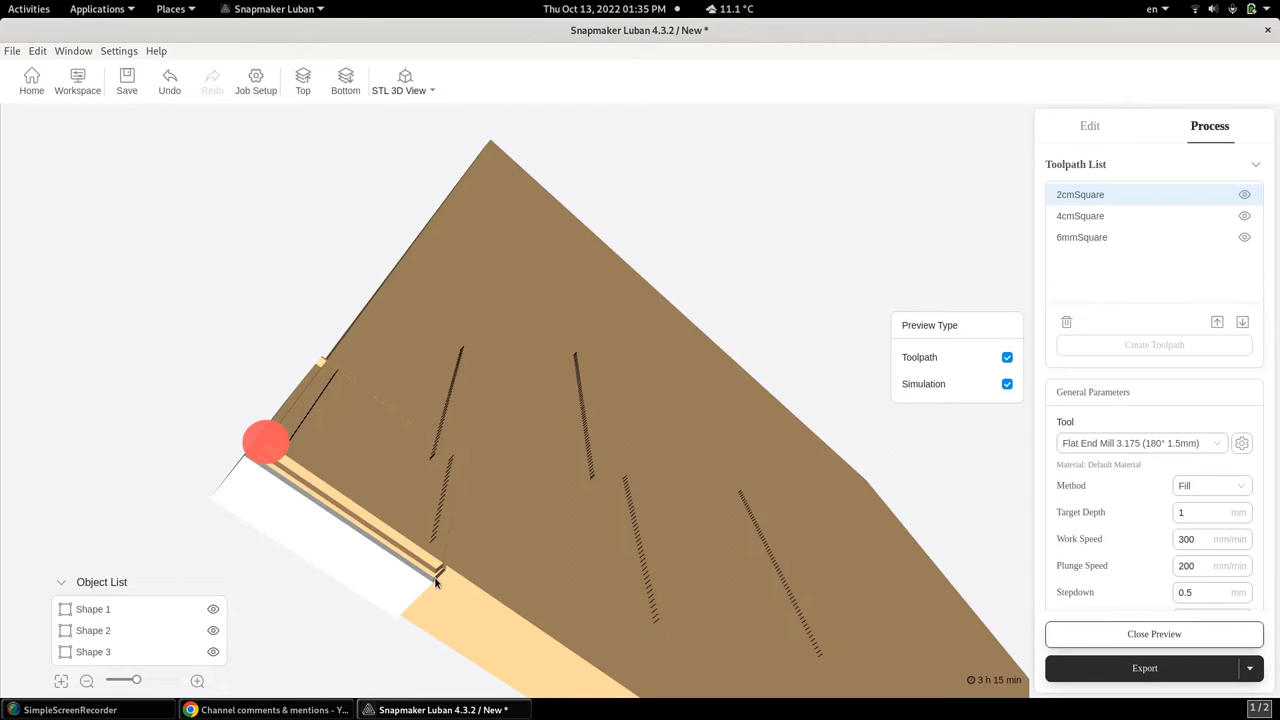 Activities Applications Places Snapmaker Luban Thu Oct 13, 2022 01:35 PM 11.1 °C en
Snapmaker Luban 4.3.2 / New *
File Edit Window Settings Help
Home Workspace Save Undo Redo Job Setup Top Bottom STL 3D View
Edit Process
Toolpath List
2cmSquare
4cmSquare
6mmSquare
Create Toolpath
Preview Type
Toolpath
Simulation
General Parameters
Tool
Flat End Mill 3.175 (180° 1.5mm)
Material: Default Material
Method Fill
Target Depth 1 mm
Work Speed 300 mm/min
Plunge Speed 200 mm/min
Stepdown 0.5 mm
Close Preview
Export
Object List
Shape 1
Shape 2
Shape 3
3 h 15 min
SimpleScreenRecorder Channel comments & mentions - Y... Snapmaker Luban 4.3.2 / New * 1 / 2